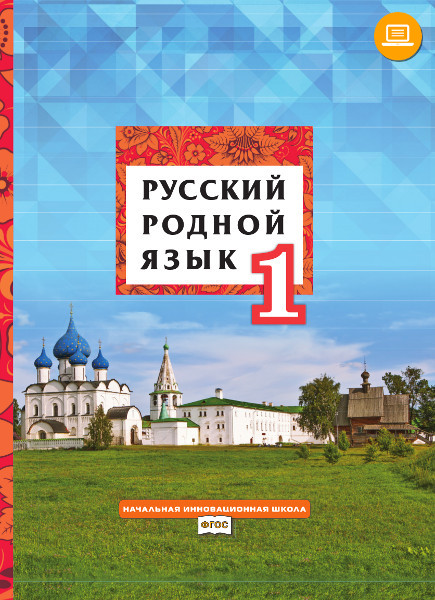 РУССКИЙ
РОДНОЙ
ЯЗЫК 1
НАЧАЛЬНАЯ ИННОВАЦИОННАЯ ШКОЛА
ФГОС